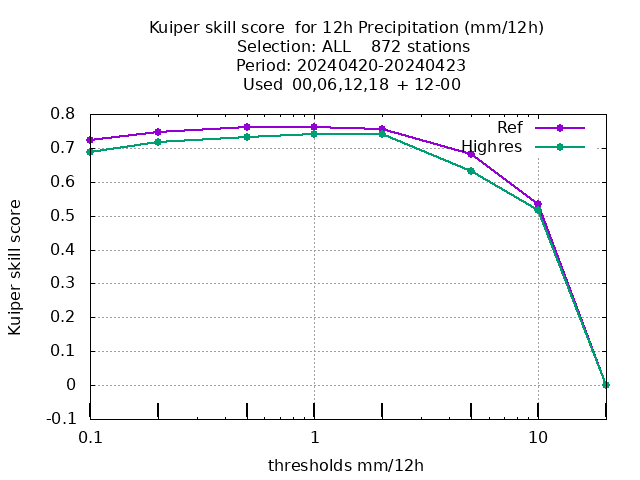 Kuiper skill score  for 12h Precipitation (mm/12h)
Selection: ALL    872 stations
Period: 20240420-20240423
Used  00,06,12,18 + 12-00
Ref
Highres
Kuiper skill score
0.8
0.7
0.6
0.5
0.4
0.3
0.2
0.1
0
-0.1
0.1
1
10
thresholds mm/12h